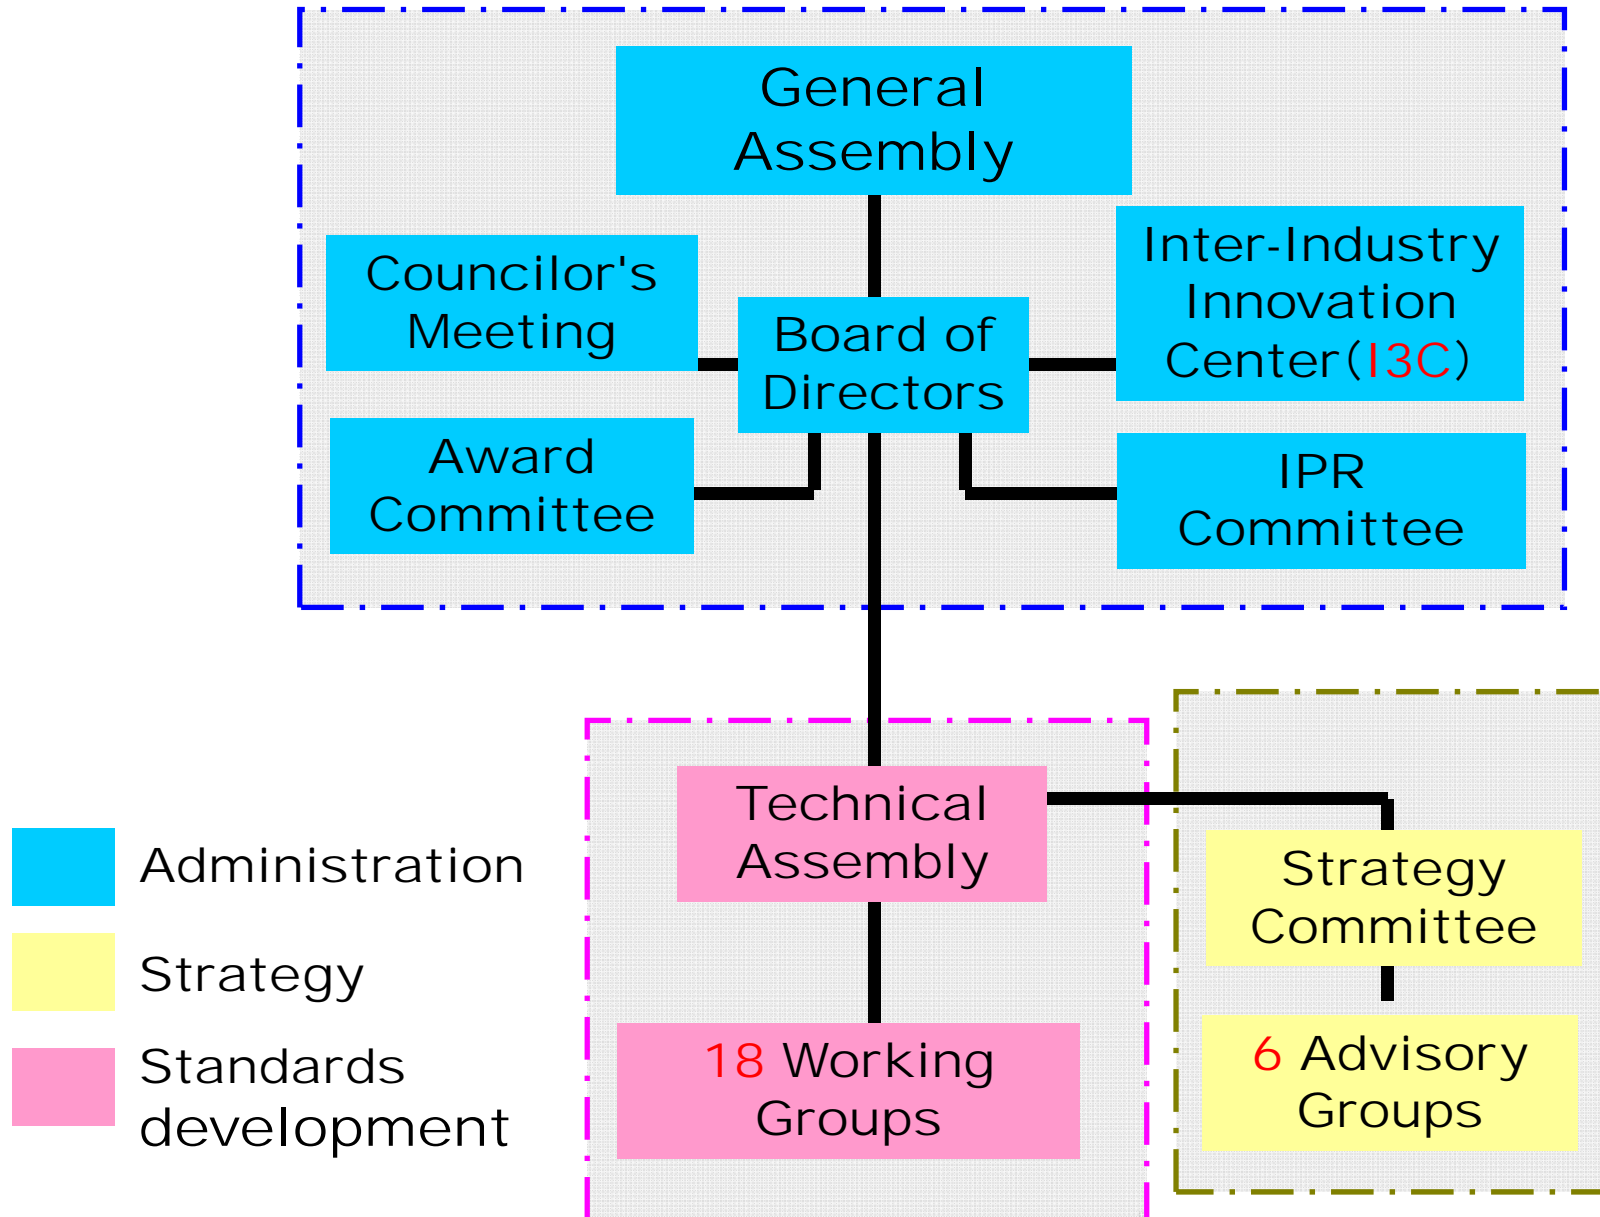 General
Assembly
Councilor's
Meeting
Board of
Directors
Inter-Industry
Innovation
Center(I3C)
Award
Committee
IPR
Committee
Technical
Assembly
Strategy
Committee
18 Working
Groups
6 Advisory
Groups
Administration
Strategy
Standards
development